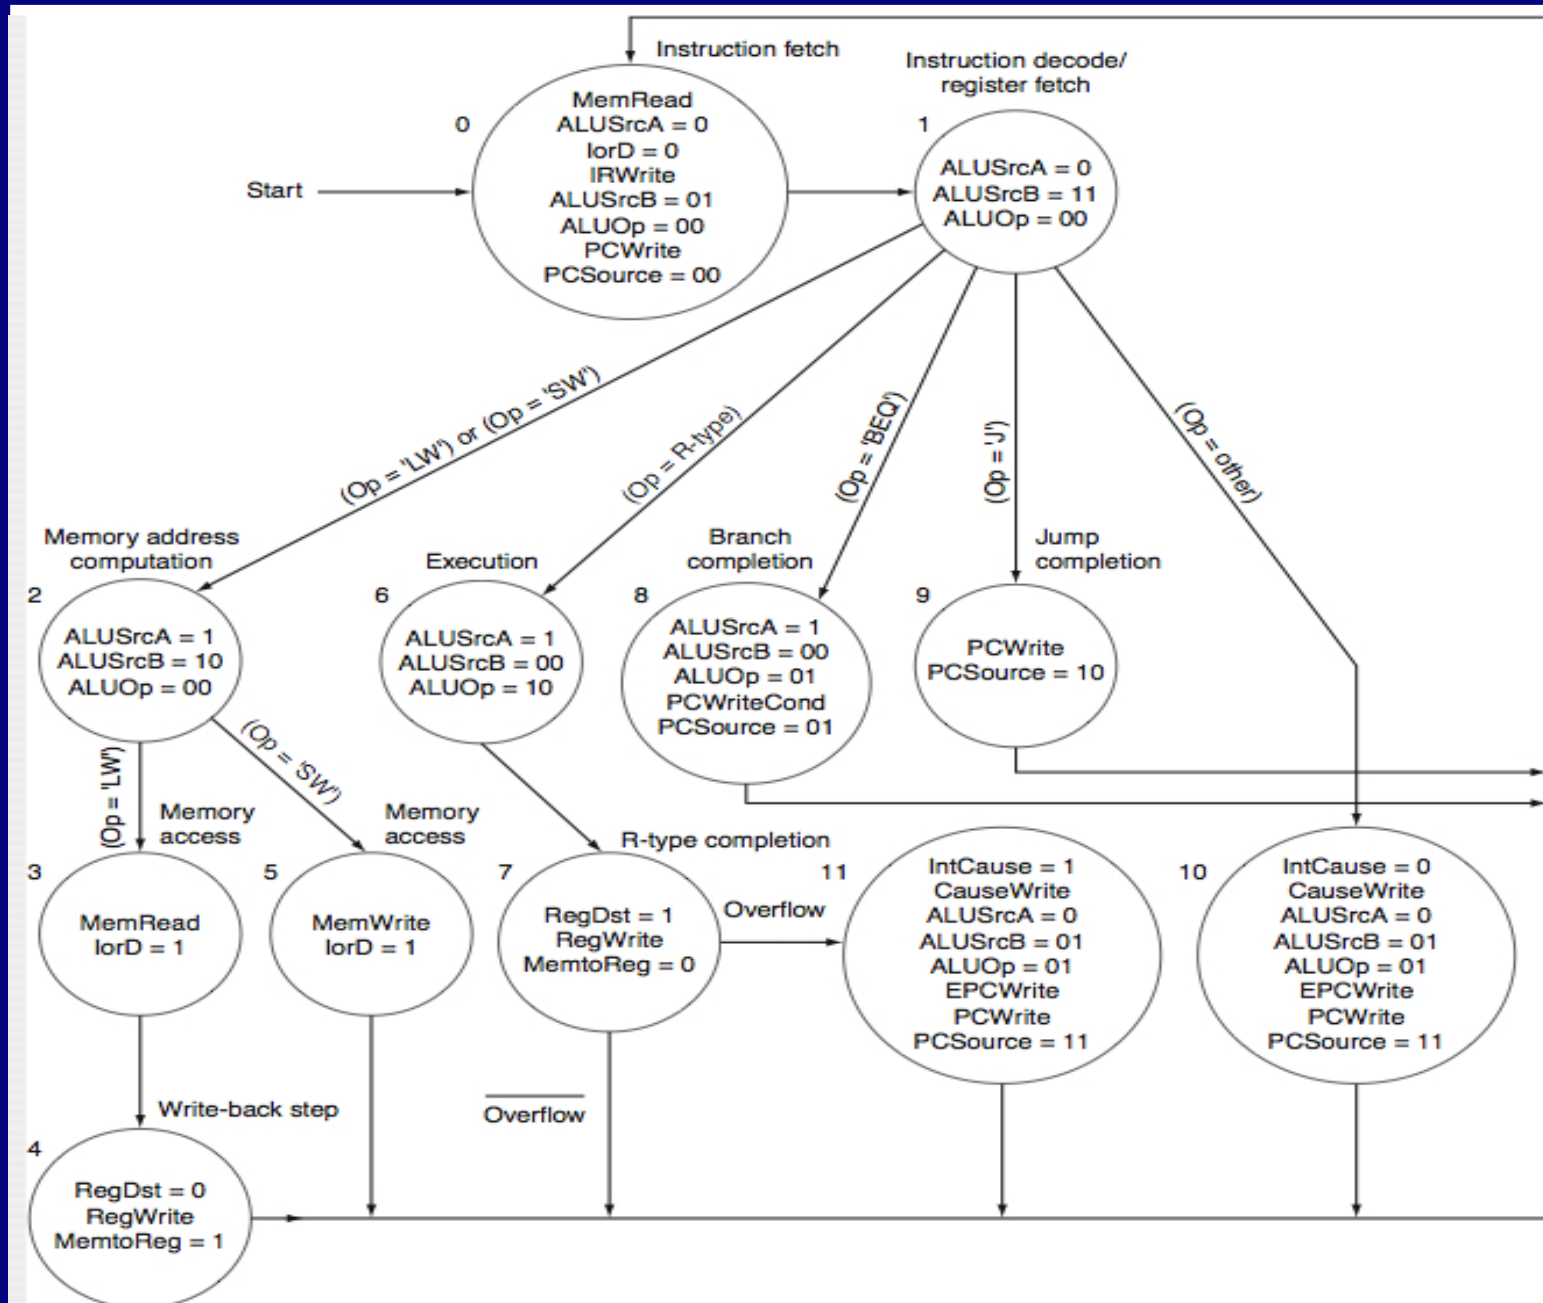 Instruction fetch
0
MemRead
ALUSrcA = 0
IorD = 0
IRWrite
ALUSrcB = 01
ALUOp = 00
PCWrite
PCSource = 00
Start
Instruction decode/
register fetch
1
ALUSrcA = 0
ALUSrcB = 11
ALUOp = 00
(Op = 'LW') or (Op = 'SW')
(Op = R-type)
(Op = 'BEQ')
(Op = 'J')
(Op = other)
Memory address
computation
2
ALUSrcA = 1
ALUSrcB = 10
ALUOp = 00
Execution
6
ALUSrcA = 1
ALUSrcB = 00
ALUOp = 10
Branch
completion
8
ALUSrcA = 1
ALUSrcB = 00
ALUOp = 01
PCWriteCond
PCSource = 01
Jump
completion
9
PCWrite
PCSource = 10
(Op = 'LW')
(Op = 'SW')
Memory
access
3
MemRead
IorD = 1
Memory
access
5
MemWrite
IorD = 1
R-type completion
7
RegDst = 1
RegWrite
MemtoReg = 0
Overflow
11
IntCause = 1
CauseWrite
ALUSrcA = 0
ALUSrcB = 01
ALUOp = 01
EPCWrite
PCWrite
PCSource = 11
10
IntCause = 0
CauseWrite
ALUSrcA = 0
ALUSrcB = 01
ALUOp = 01
EPCWrite
PCWrite
PCSource = 11
Write-back step
Overflow
4
RegDst = 0
RegWrite
MemtoReg = 1